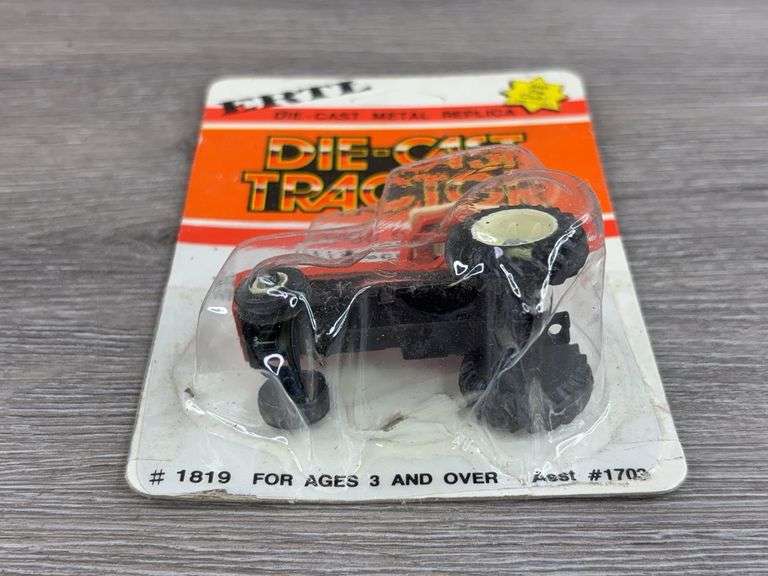 ERTL
DIE-CAST METAL REPLICA
DIE-CAST
TRACTOR
# 1819 FOR AGES 3 AND OVER Asst #1703